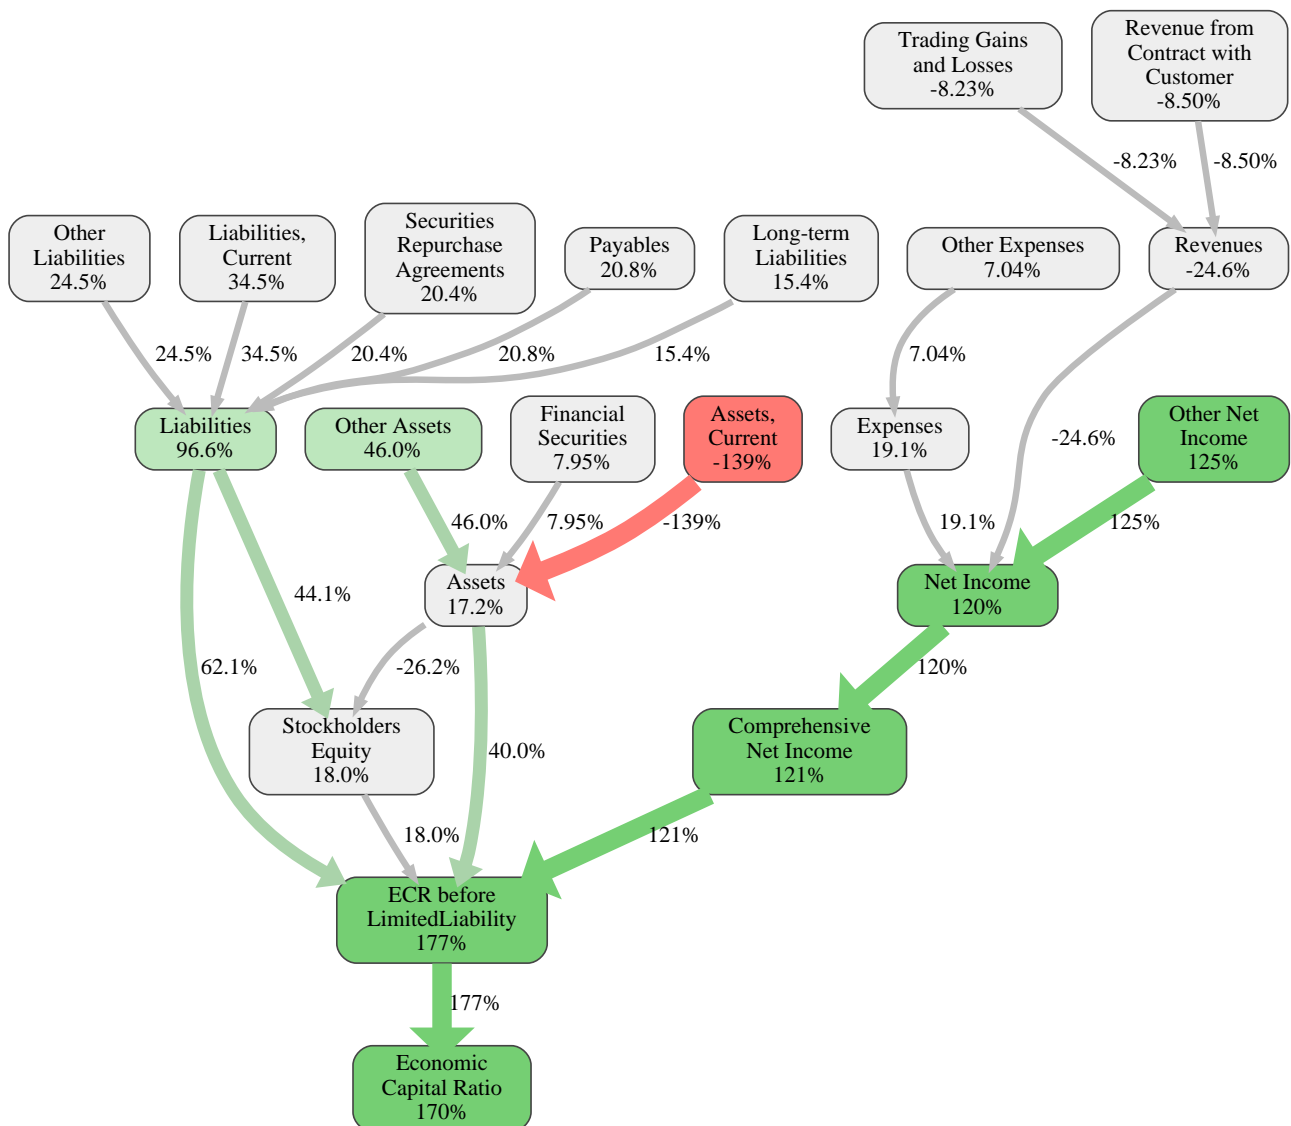 Trading Gains
and Losses
-8.23%
Revenue from
Contract with
Customer
-8.50%
-8.23%
-8.50%
Other
Liabilities
24.5%
Liabilities,
Current
34.5%
Securities
Repurchase
Agreements
20.4%
Payables
20.8%
Long-term
Liabilities
15.4%
Other Expenses
7.04%
Revenues
-24.6%
24.5%
34.5%
20.4%
20.8%
15.4%
7.04%
Liabilities
96.6%
Other Assets
46.0%
Financial
Securities
7.95%
Assets,
Current
-139%
Expenses
19.1%
-24.6%
Other Net
Income
125%
46.0%
7.95%
-139%
19.1%
125%
44.1%
Assets
17.2%
Net Income
120%
62.1%
-26.2%
120%
Stockholders
Equity
18.0%
40.0%
Comprehensive
Net Income
121%
18.0%
121%
ECR before
LimitedLiability
177%
177%
Economic
Capital Ratio
170%